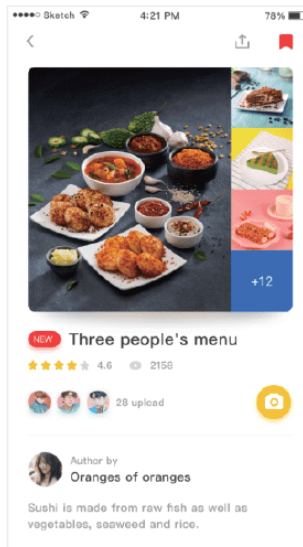 Sketch
4:21 PM
78%
+12
NEW
Three people's menu
4.6
2158
28 upload
Author by
Oranges of oranges
Sushi is made from raw fish as well as
vegetables, seaweed and rice.